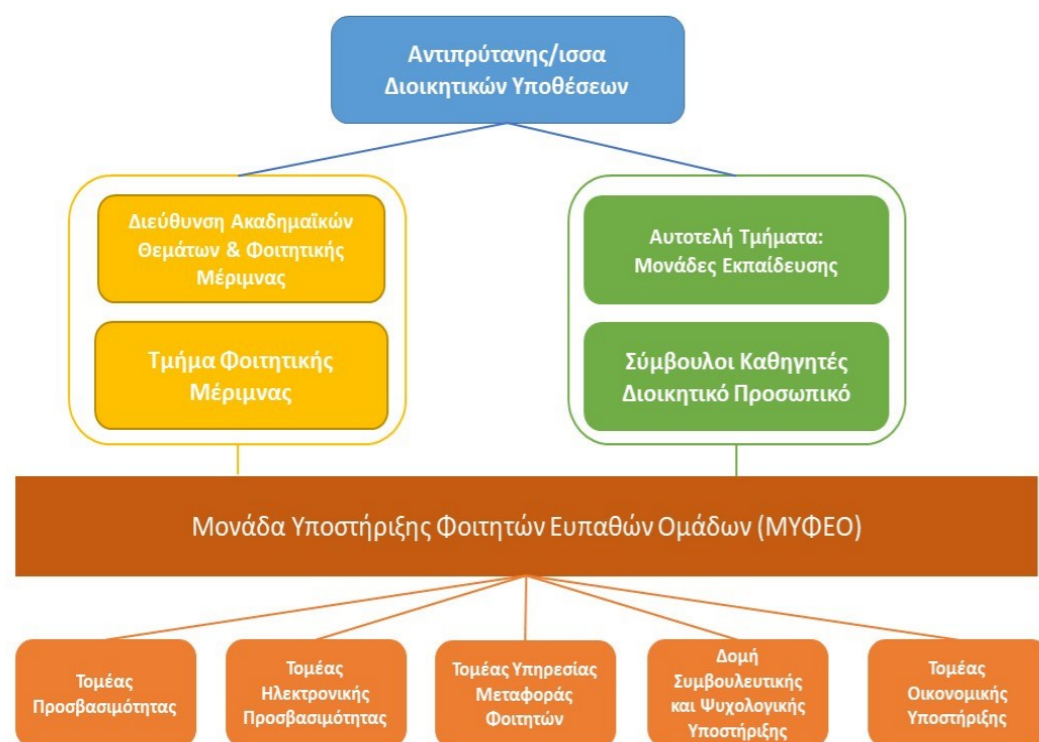 Αντιπρύτανης/ισσα
Διοικητικών Υποθέσεων
Διεύθυνση Ακαδημαϊκών
Θεμάτων & Φοιτητικής
Μέριμνας
Τμήμα Φοιτητικής
Μέριμνας
Αυτοτελή Τμήματα:
Μονάδες Εκπαίδευσης
Σύμβουλοι Καθηγητές
Διοικητικό Προσωπικό
Μονάδα Υποστήριξης Φοιτητών Ευπαθών Ομάδων (ΜΥΦΕΟ)
Τομέας
Προσβασιμότητας
Τομέας
Ηλεκτρονικής
Προσβασιμότητας
Τομέας Υπηρεσίας
Μεταφοράς
Φοιτητών
Δομή
Συμβουλευτικής
και Ψυχολογικής
Υποστήριξης
Τομέας
Οικονομικής
Υποστήριξης